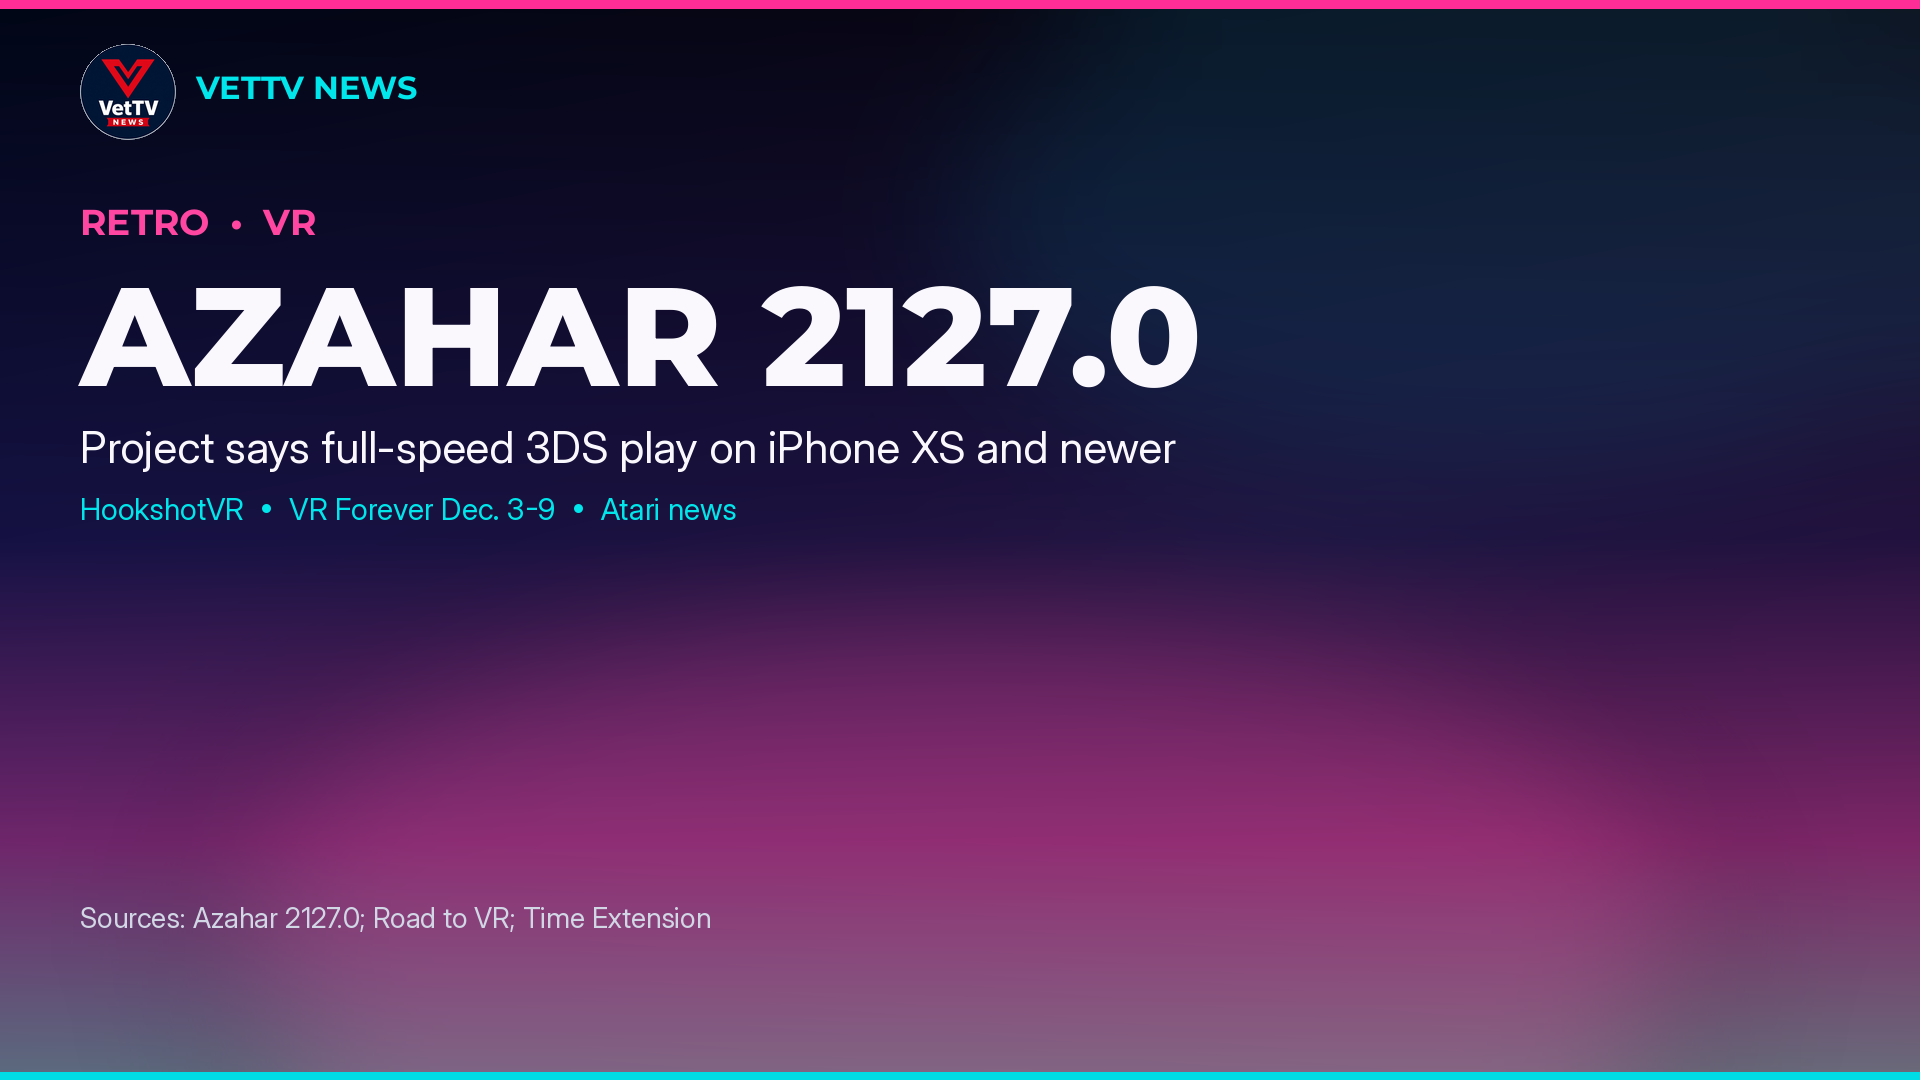 VetTV
NEWS
VETTV NEWS
RETRO • VR
AZAHAR 2127.0
Project says full-speed 3DS play on iPhone XS and newer
HookshotVR • VR Forever Dec. 3-9 • Atari news
Sources: Azahar 2127.0; Road to VR; Time Extension